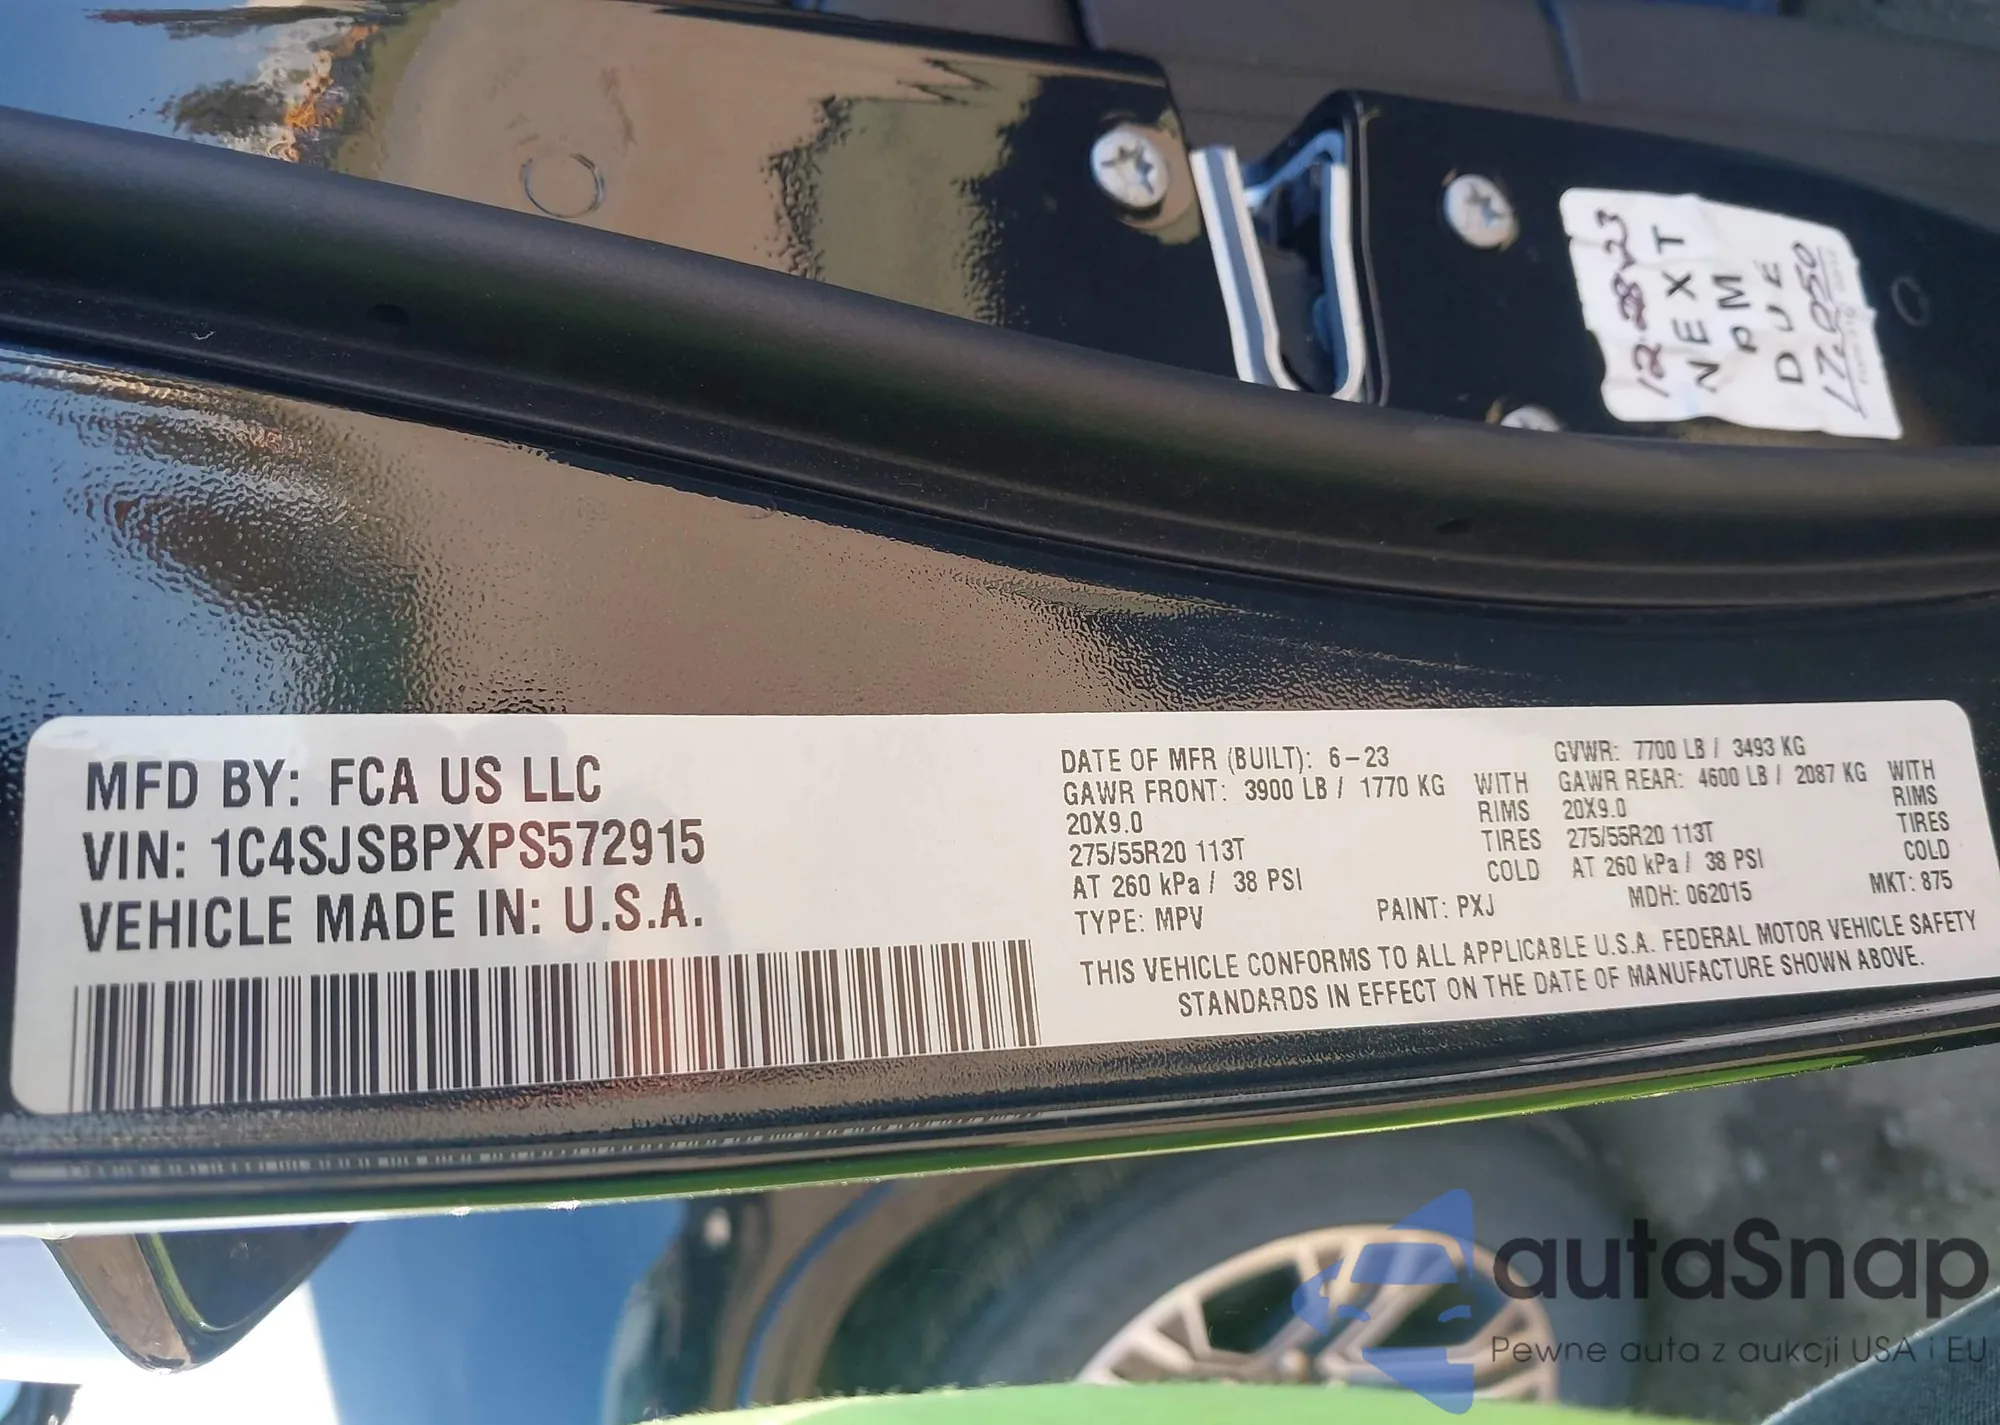 12-28-23
NEXT
PM
DUE
MFD BY: FCA US LLC
VIN: 1C4SJSBPXPS572915
VEHICLE MADE IN: U.S.A.
DATE OF MFR (BUILT): 6-23
GVWR: 7700 LB / 3493 KG
GAWR FRONT: 3900 LB / 1770 KG WITH
20X9.0 RIMS
275/55R20 113T TIRES
AT 260 kPa / 38 PSI COLD
GAWR REAR: 4600 LB / 2087 KG WITH
20X9.0 RIMS
275/55R20 113T TIRES
AT 260 kPa / 38 PSI COLD
TYPE: MPV PAINT: PXJ MDH: 062015 MKT: 875
THIS VEHICLE CONFORMS TO ALL APPLICABLE U.S.A. FEDERAL MOTOR VEHICLE SAFETY
STANDARDS IN EFFECT ON THE DATE OF MANUFACTURE SHOWN ABOVE.
autaSnap
Pewne auta z aukcji USA i EU